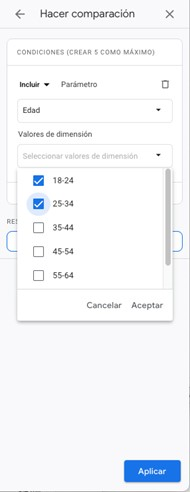 Hacer comparación
CONDICIONES (CREAR 5 COMO MÁXIMO)
Incluir Parámetro
Edad
Valores de dimensión
Seleccionar valores de dimensión
18-24
25-34
35-44
RES
45-54
55-64
Cancelar Aceptar
Aplicar